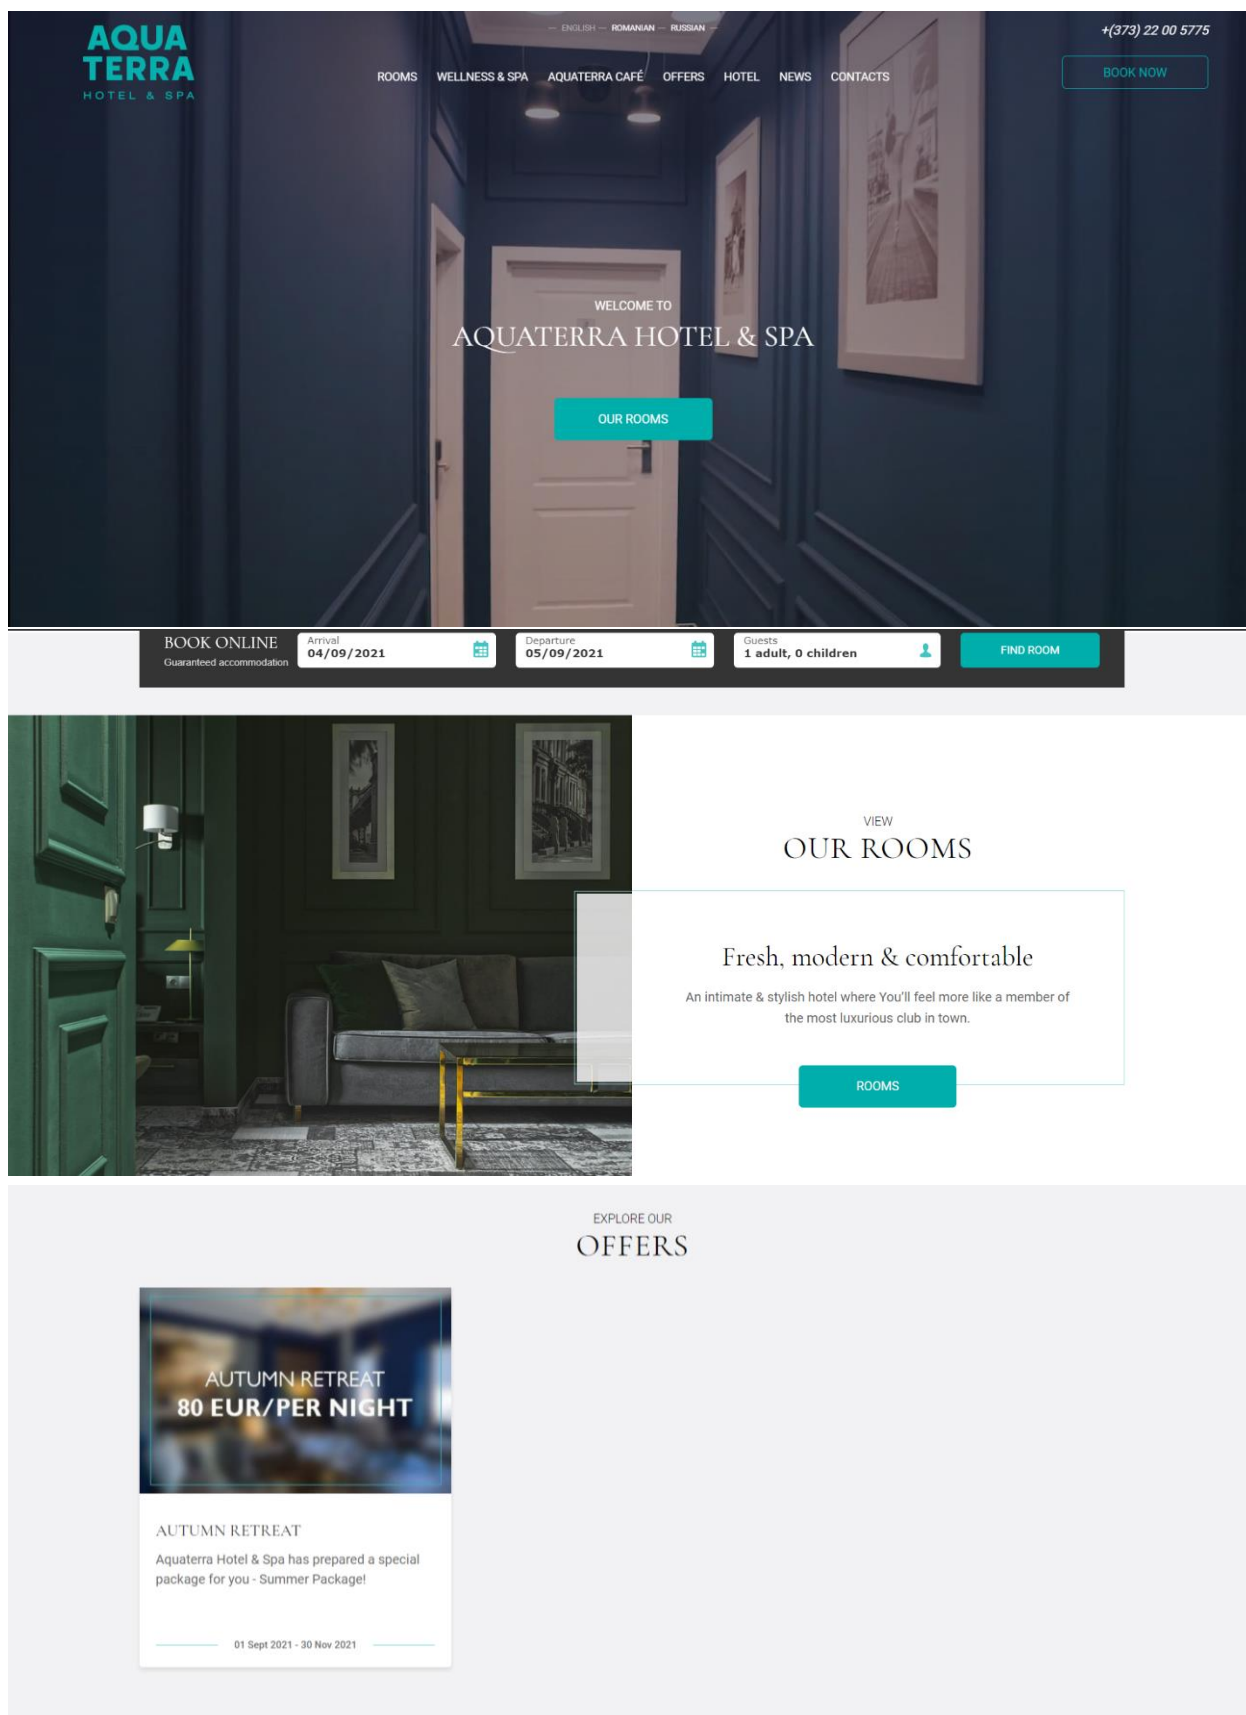 AQUA
TERRA
HOTEL & SPA
ENGLISH — ROMANIAN — RUSSIAN
+(373) 22 00 5775
ROOMS WELLNESS & SPA AQUATERRA CAFÉ OFFERS HOTEL NEWS CONTACTS
BOOK NOW
WELCOME TO
AQUATERRA HOTEL & SPA
OUR ROOMS
BOOK ONLINE
Guaranteed accommodation
Arrival
04/09/2021
Departure
05/09/2021
Guests
1 adult, 0 children
FIND ROOM
VIEW
OUR ROOMS
Fresh, modern & comfortable
An intimate & stylish hotel where You'll feel more like a member of
the most luxurious club in town.
ROOMS
EXPLORE OUR
OFFERS
AUTUMN RETREAT
80 EUR/PER NIGHT
AUTUMN RETREAT
Aquaterra Hotel & Spa has prepared a special
package for you - Summer Package!
01 Sept 2021 - 30 Nov 2021